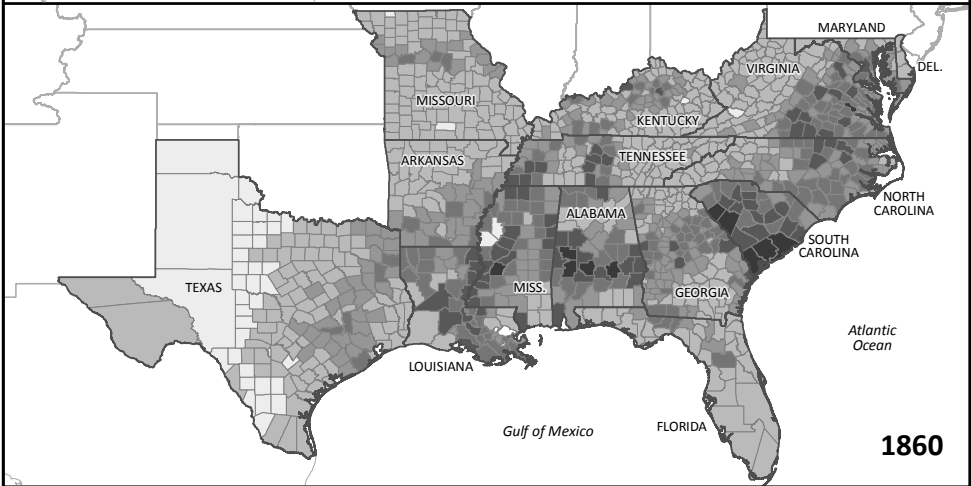 MARYLAND
DEL.
VIRGINIA
MISSOURI
KENTUCKY
ARKANSAS
TENNESSEE
NORTH
CAROLINA
ALABAMA
SOUTH
CAROLINA
TEXAS
MISS.
GEORGIA
Atlantic
Ocean
LOUISIANA
FLORIDA
Gulf of Mexico
1860